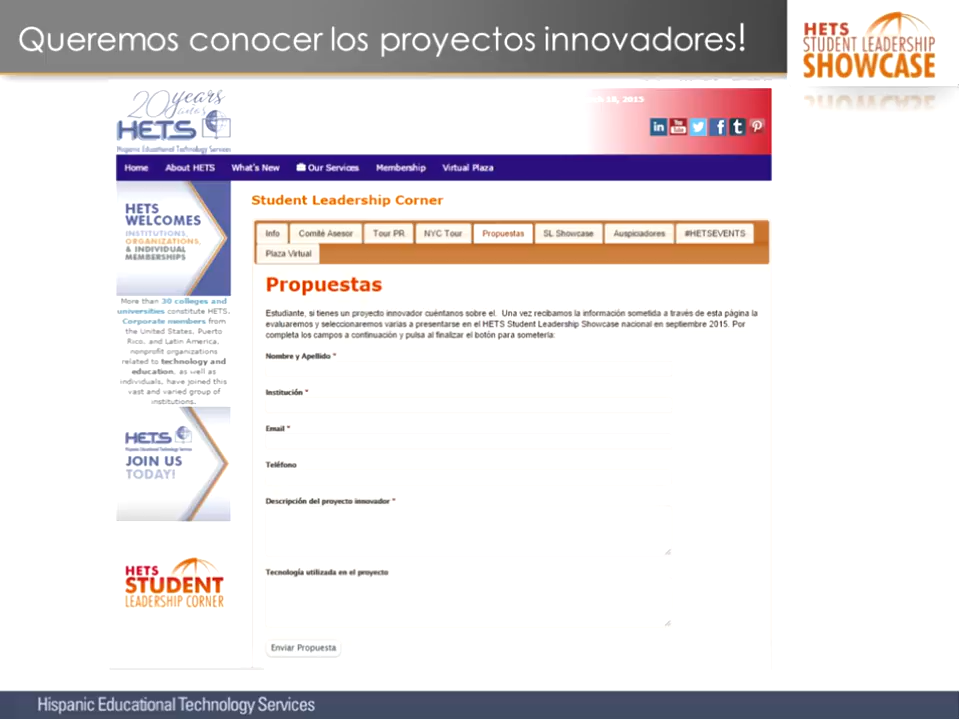 Queremos conocer los proyectos innovadores!
HETS
STUDENT LEADERSHIP
SHOWCASE
20 years
HETS
Hispanic Educational Technology Services
18, 2015
Home About HETS What's New Our Services Membership Virtual Plaza
HETS
WELCOMES
INSTITUTIONS,
ORGANIZATIONS,
& INDIVIDUAL
MEMBERSHIPS
More than 30 colleges and
universities constitute HETS.
Corporate members from
the United States, Puerto
Rico, and Latin America,
nonprofit organizations
related to technology and
education, as well as
individuals, have joined this
vast and varied group of
institutions.
HETS
Hispanic Educational Technology Services
JOIN US
TODAY!
HETS
STUDENT
LEADERSHIP CORNER
Student Leadership Corner
Info Comité Asesor Tour PR NYC Tour Propuestas SL Showcase Auspiciadores #HETSEVENTS
Plaza Virtual
Propuestas
Estudiante, si tienes un proyecto innovador cuéntanos sobre el. Una vez recibamos la información sometida a través de esta página la
evaluaremos y seleccionaremos varias a presentarse en el HETS Student Leadership Showcase nacional en septiembre 2015. Por
completa los campos a continuación y pulsa al finalizar el botón para someterla:
Nombre y Apellido *
Institución *
Email *
Teléfono
Descripción del proyecto innovador *
Tecnología utilizada en el proyecto
Enviar Propuesta
Hispanic Educational Technology Services